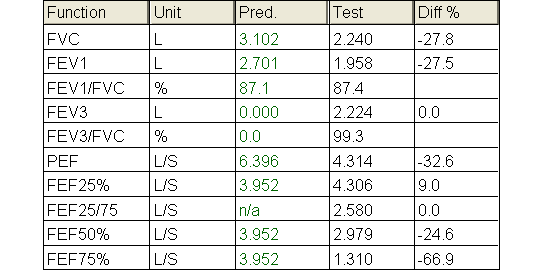 Function Unit Pred. Test Diff %
FVC L 3.102 2.240 -27.8
FEV1 L 2.701 1.958 -27.5
FEV1/FVC % 87.1 87.4
FEV3 L 0.000 2.224 0.0
FEV3/FVC % 0.0 99.3
PEF L/S 6.396 4.314 -32.6
FEF25% L/S 3.952 4.306 9.0
FEF25/75 L/S n/a 2.580 0.0
FEF50% L/S 3.952 2.979 -24.6
FEF75% L/S 3.952 1.310 -66.9